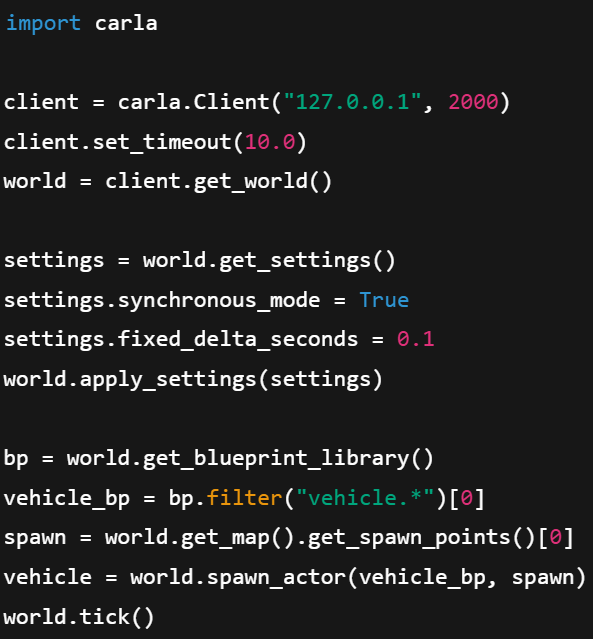 import carla
client = carla.Client("127.0.0.1", 2000)
client.set_timeout(10.0)
world = client.get_world()
settings = world.get_settings()
settings.synchronous_mode = True
settings.fixed_delta_seconds = 0.1
world.apply_settings(settings)
bp = world.get_blueprint_library()
vehicle_bp = bp.filter("vehicle.*")[0]
spawn = world.get_map().get_spawn_points()[0]
vehicle = world.spawn_actor(vehicle_bp, spawn)
world.tick()